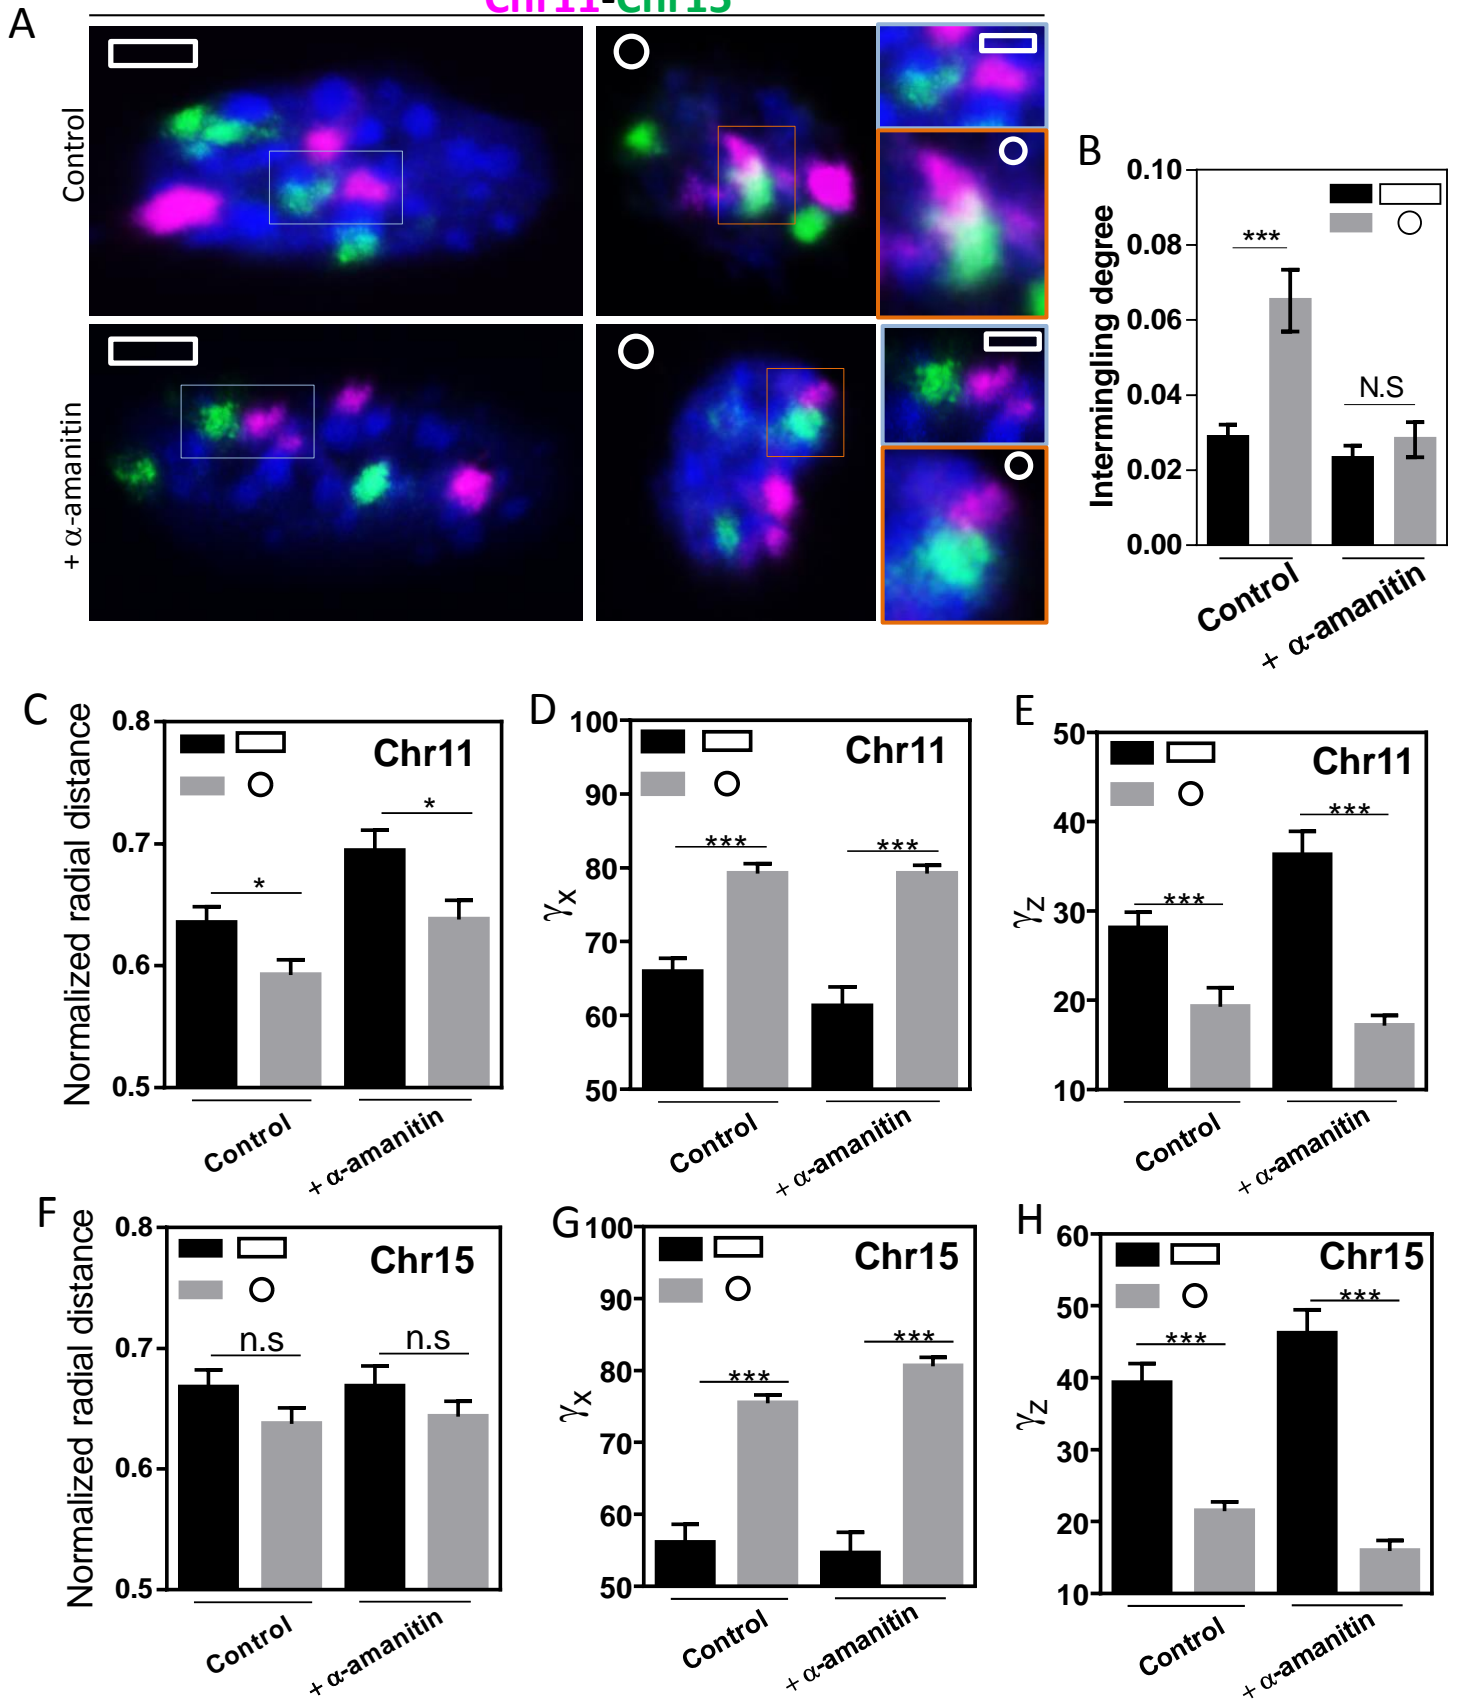 Chr11-Chr15
A
Control
+ α-amanitin
B
Intermingling degree
0.10
0.08
0.06
0.04
0.02
0.00
***
N.S
Control
+ α-amanitin
C
Normalized radial distance
0.8
0.7
0.6
0.5
Chr11
*
*
Control
+ α-amanitin
D
γx
100
90
80
70
60
50
Chr11
***
***
Control
+ α-amanitin
E
γz
50
40
30
20
10
Chr11
***
***
Control
+ α-amanitin
F
Normalized radial distance
0.8
0.7
0.6
0.5
Chr15
n.s
n.s
Control
+ α-amanitin
G
γx
100
90
80
70
60
50
Chr15
***
***
Control
+ α-amanitin
H
γz
60
50
40
30
20
10
Chr15
***
***
Control
+ α-amanitin